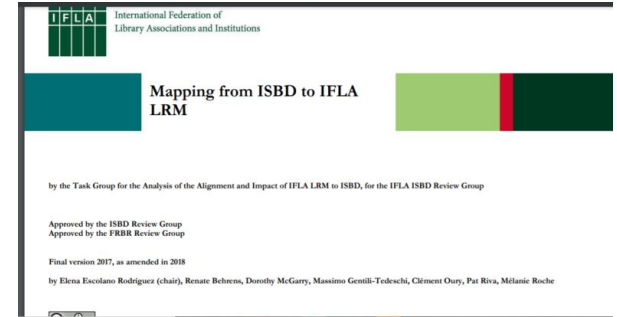 IFLA
International Federation of
Library Associations and Institutions
Mapping from ISBD to IFLA
LRM
by the Task Group for the Analysis of the Alignment and Impact of IFLA LRM to ISBD, for the IFLA ISBD Review Group
Approved by the ISBD Review Group
Approved by the FRBR Review Group
Final version 2017, as amended in 2018
by Elena Escolano Rodríguez (chair), Renate Behrens, Dorothy McGarry, Massimo Gentili-Tedeschi, Clément Oury, Pat Riva, Mélanie Roche